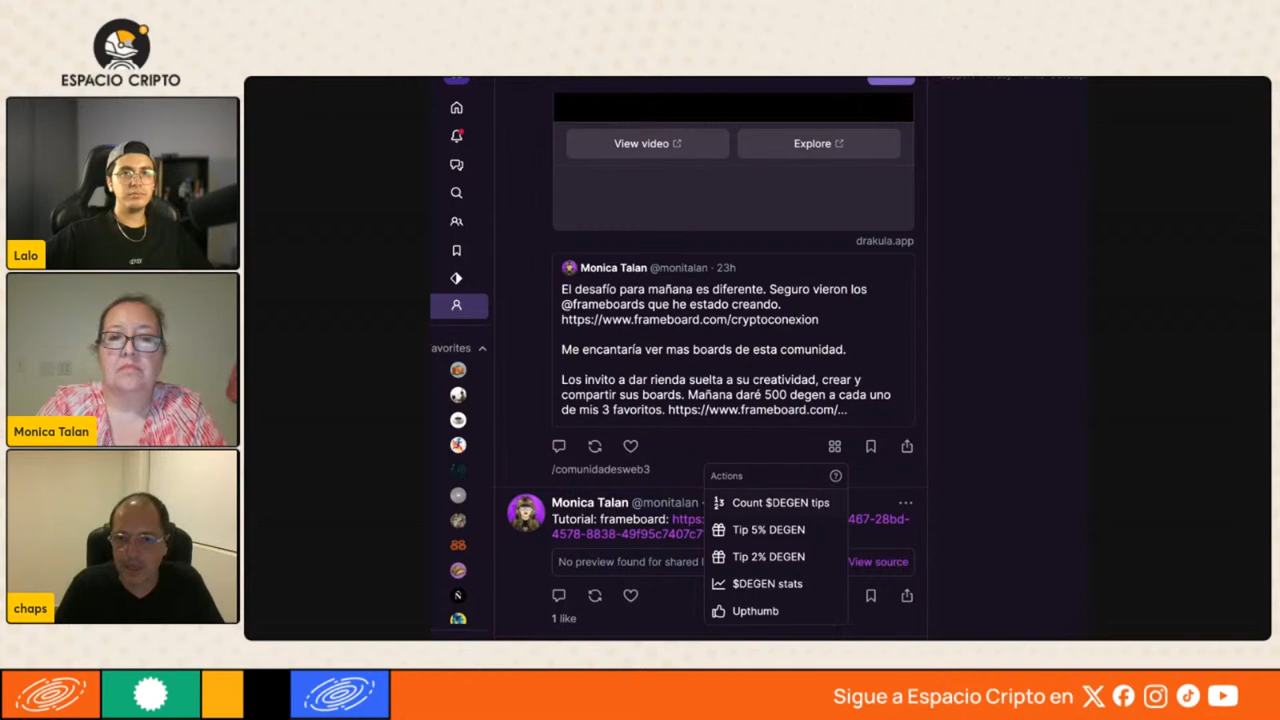 ESPACIO CRIPTO
Lalo
Monica Talan
chaps
View video
Explore
drakula.app
Monica Talan @monitalan · 23h
El desafío para mañana es diferente. Seguro vieron los
@frameboards que he estado creando.
https://www.frameboard.com/cryptoconexion
Me encantaría ver mas boards de esta comunidad.
Los invito a dar rienda suelta a su creatividad, crear y
compartir sus boards. Mañana daré 500 degen a cada uno
de mis 3 favoritos. https://www.frameboard.com/...
/comunidadesweb3
avorites
Actions
Count $DEGEN tips
Tip 5% DEGEN
Tip 2% DEGEN
$DEGEN stats
Upthumb
Monica Talan @monitalan ·
Tutorial: frameboard: https: 467-28bd-
4578-8838-49f95c7407c7
No preview found for shared View source
1 like
Sigue a Espacio Cripto en